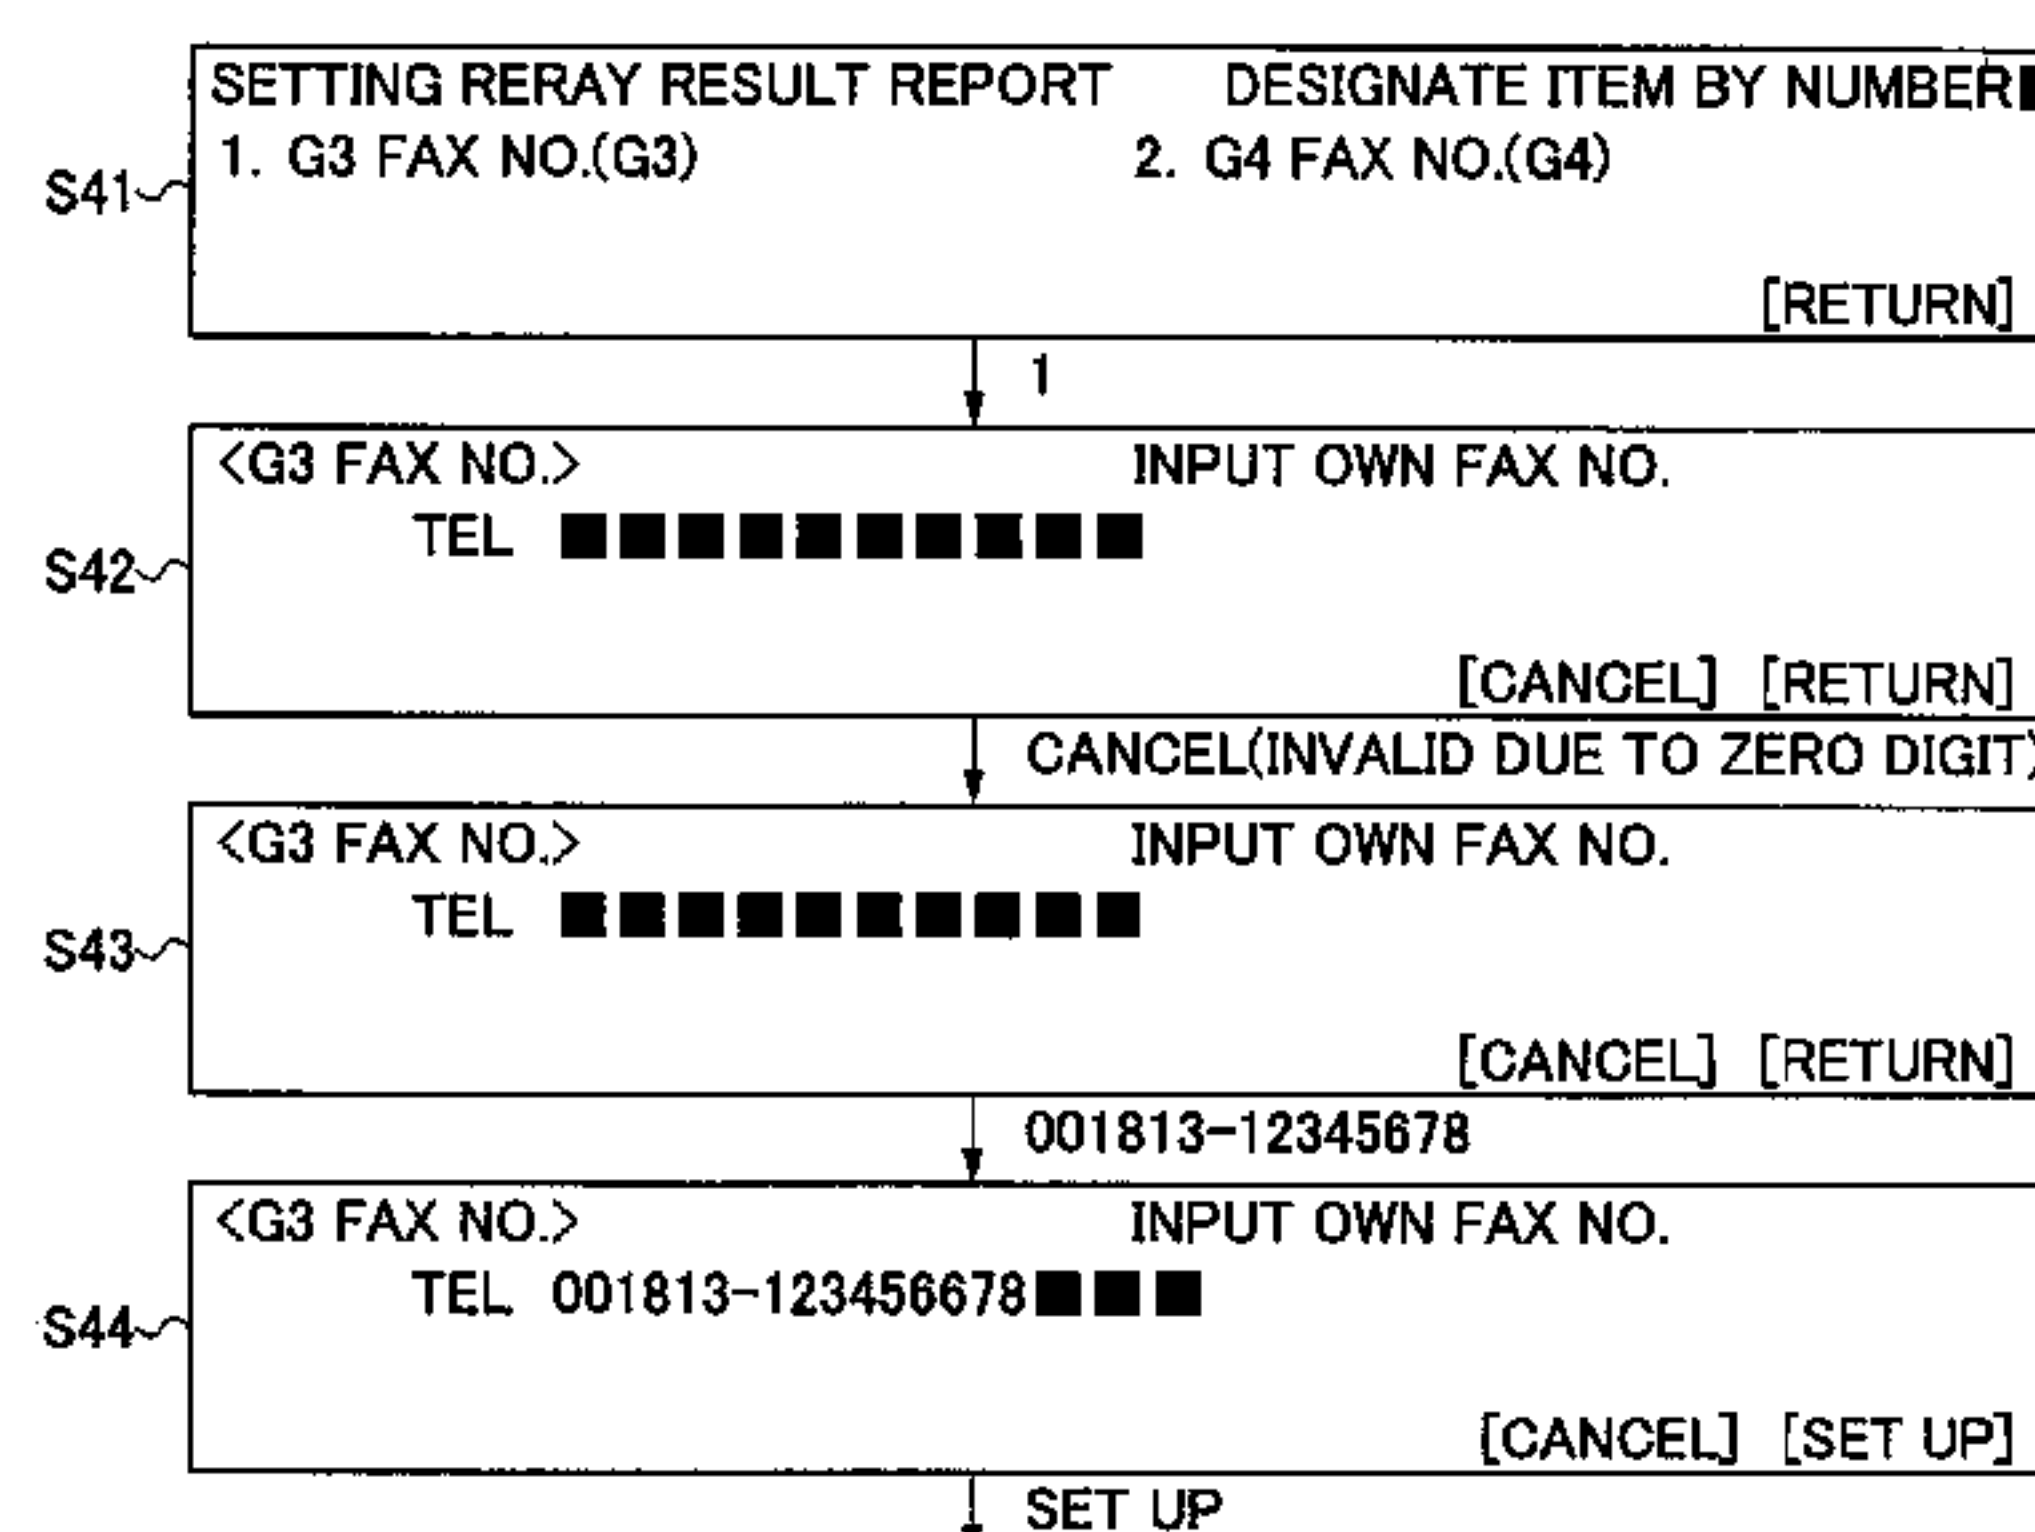 SETTING RERAY RESULT REPORT DESIGNATE ITEM BY NUMBER
1. G3 FAX NO.(G3) 2. G4 FAX NO.(G4)
S41
[RETURN]
1
<G3 FAX NO.> INPUT OWN FAX NO.
TEL ■■■■■■■■■■
S42
[CANCEL] [RETURN]
CANCEL(INVALID DUE TO ZERO DIGIT)
<G3 FAX NO.> INPUT OWN FAX NO.
TEL ■■■■■■■■■■
S43
[CANCEL] [RETURN]
001813-12345678
<G3 FAX NO.> INPUT OWN FAX NO.
TEL 001813-123456678■■■
S44
[CANCEL] [SET UP]
SET UP